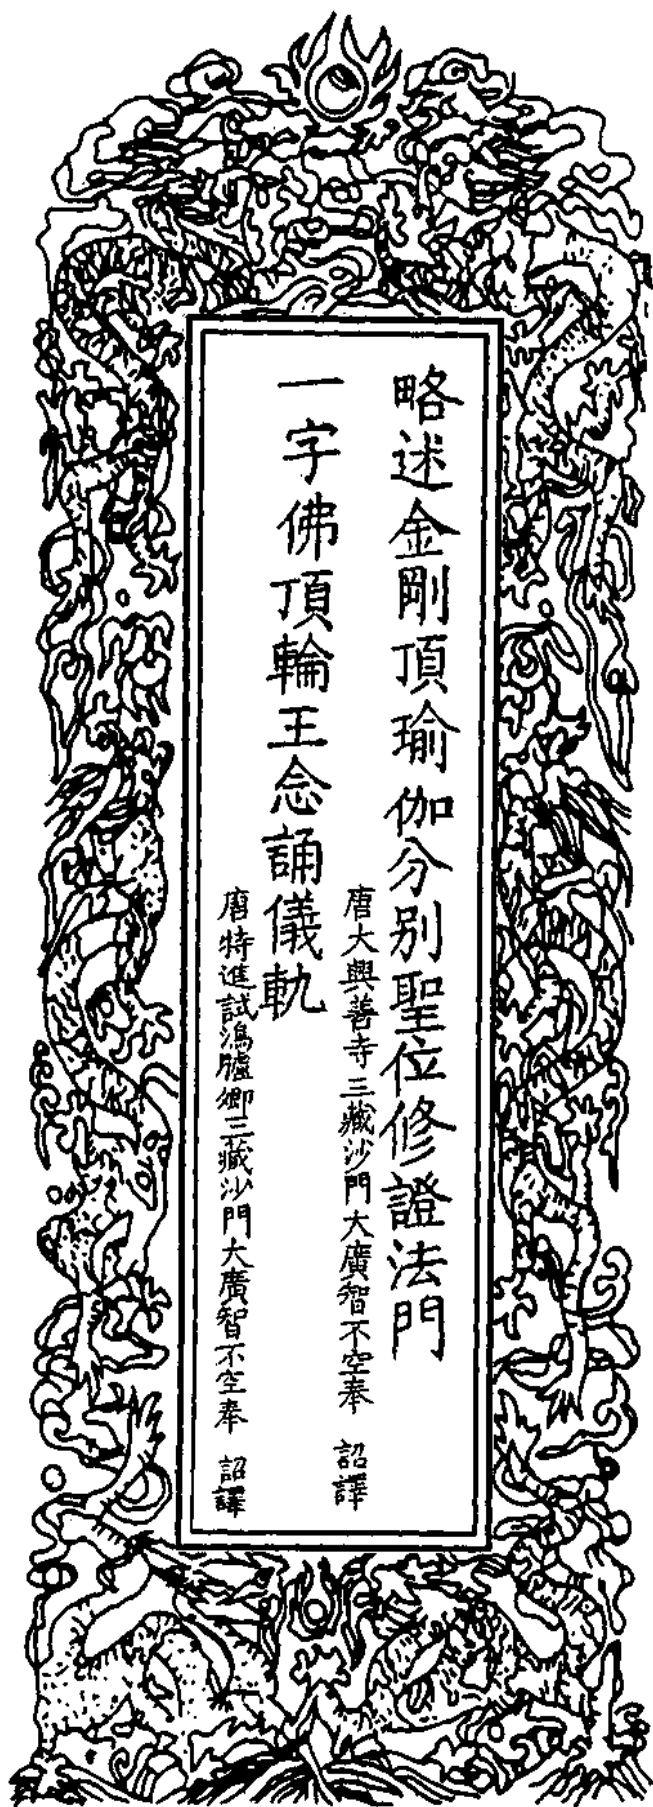 略述金剛頂瑜伽分別聖位修證法門
唐大興善寺三藏沙門大廣智不空奉 詔譯
一字佛頂輪王念誦儀軌
唐特進試鴻臚卿三藏沙門大廣智不空奉 詔譯